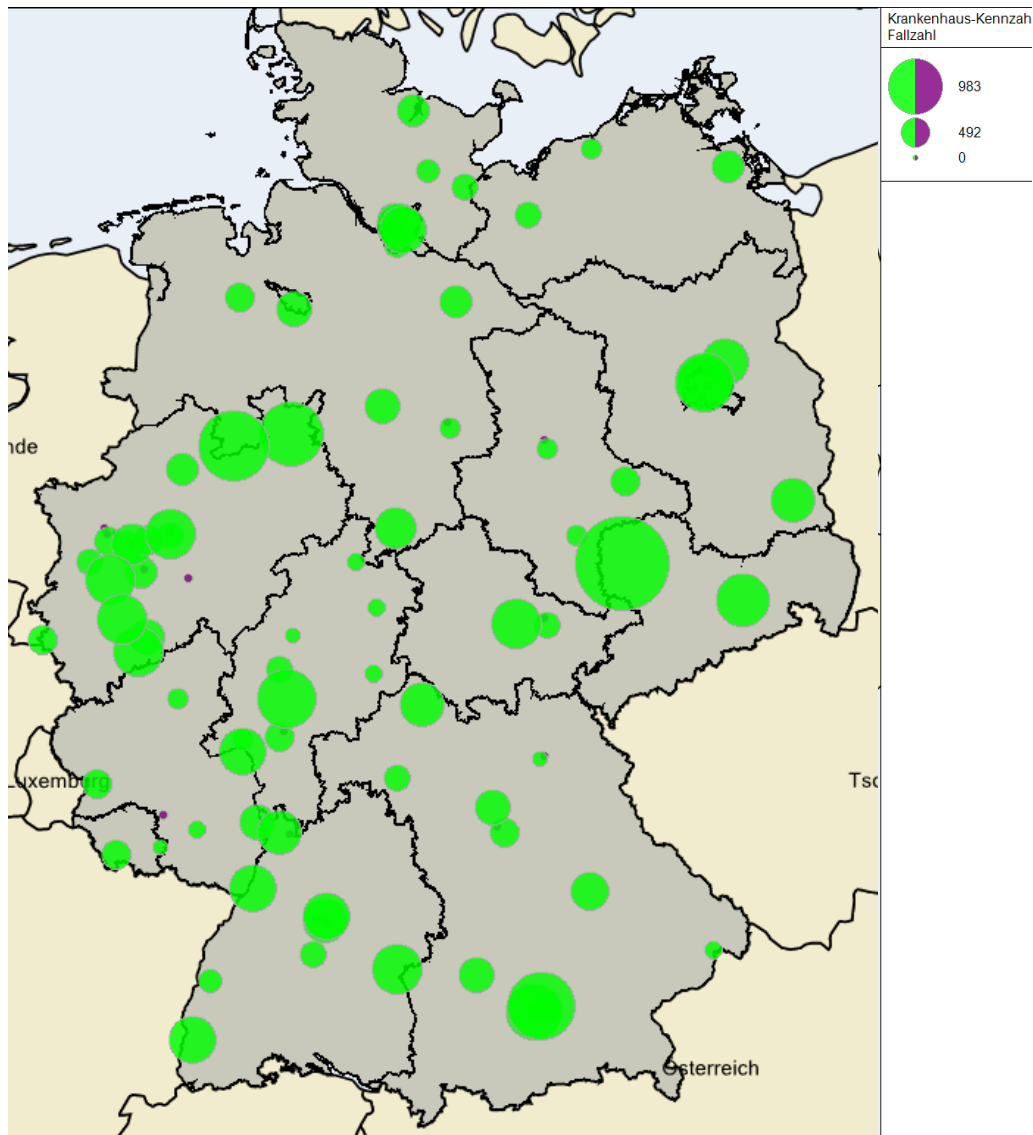 Krankenhaus-Kennzah
Fallzahl
983
492
0
nde
Luxemburg
Tsc
Österreich